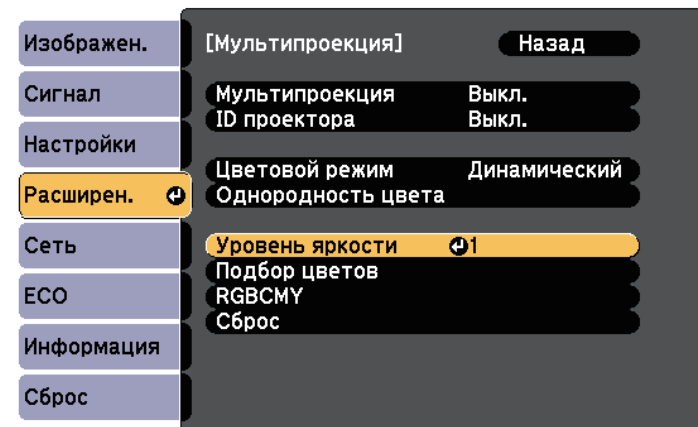 Изображен.
Сигнал
Настройки
Расширен.
Сеть
ECO
Информация
Сброс
[Мультипроекция] Назад
Мультипроекция Выкл.
ID проектора Выкл.
Цветовой режим Динамический
Однородность цвета
Уровень яркости 1
Подбор цветов
RGBCMY
Сброс